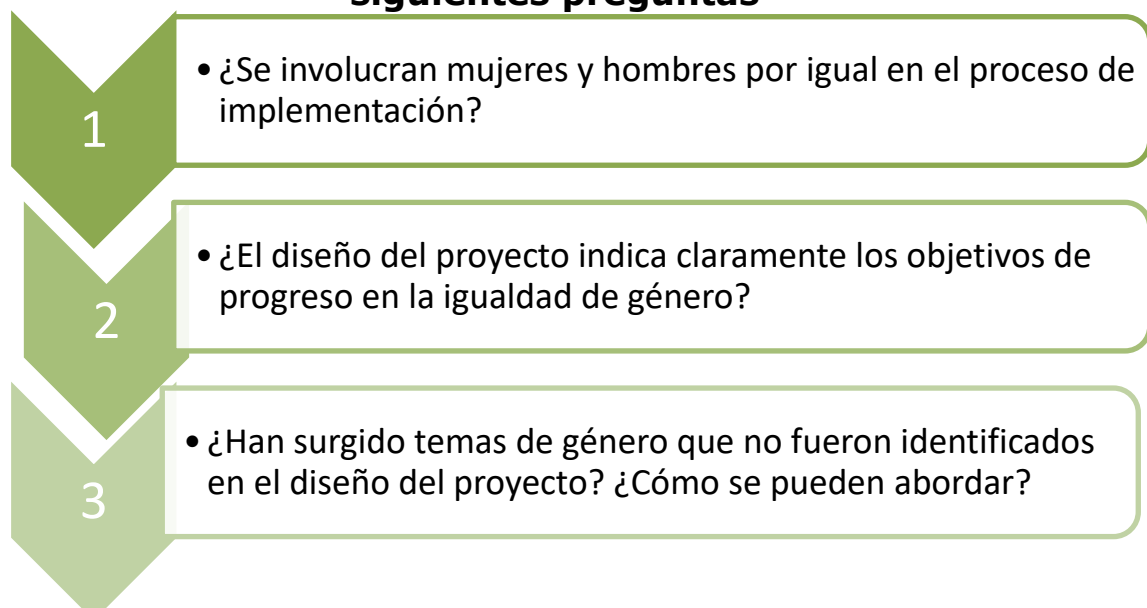 siguientes preguntas
1
• ¿Se involucran mujeres y hombres por igual en el proceso de
implementación?
2
• ¿El diseño del proyecto indica claramente los objetivos de
progreso en la igualdad de género?
3
• ¿Han surgido temas de género que no fueron identificados
en el diseño del proyecto? ¿Cómo se pueden abordar?